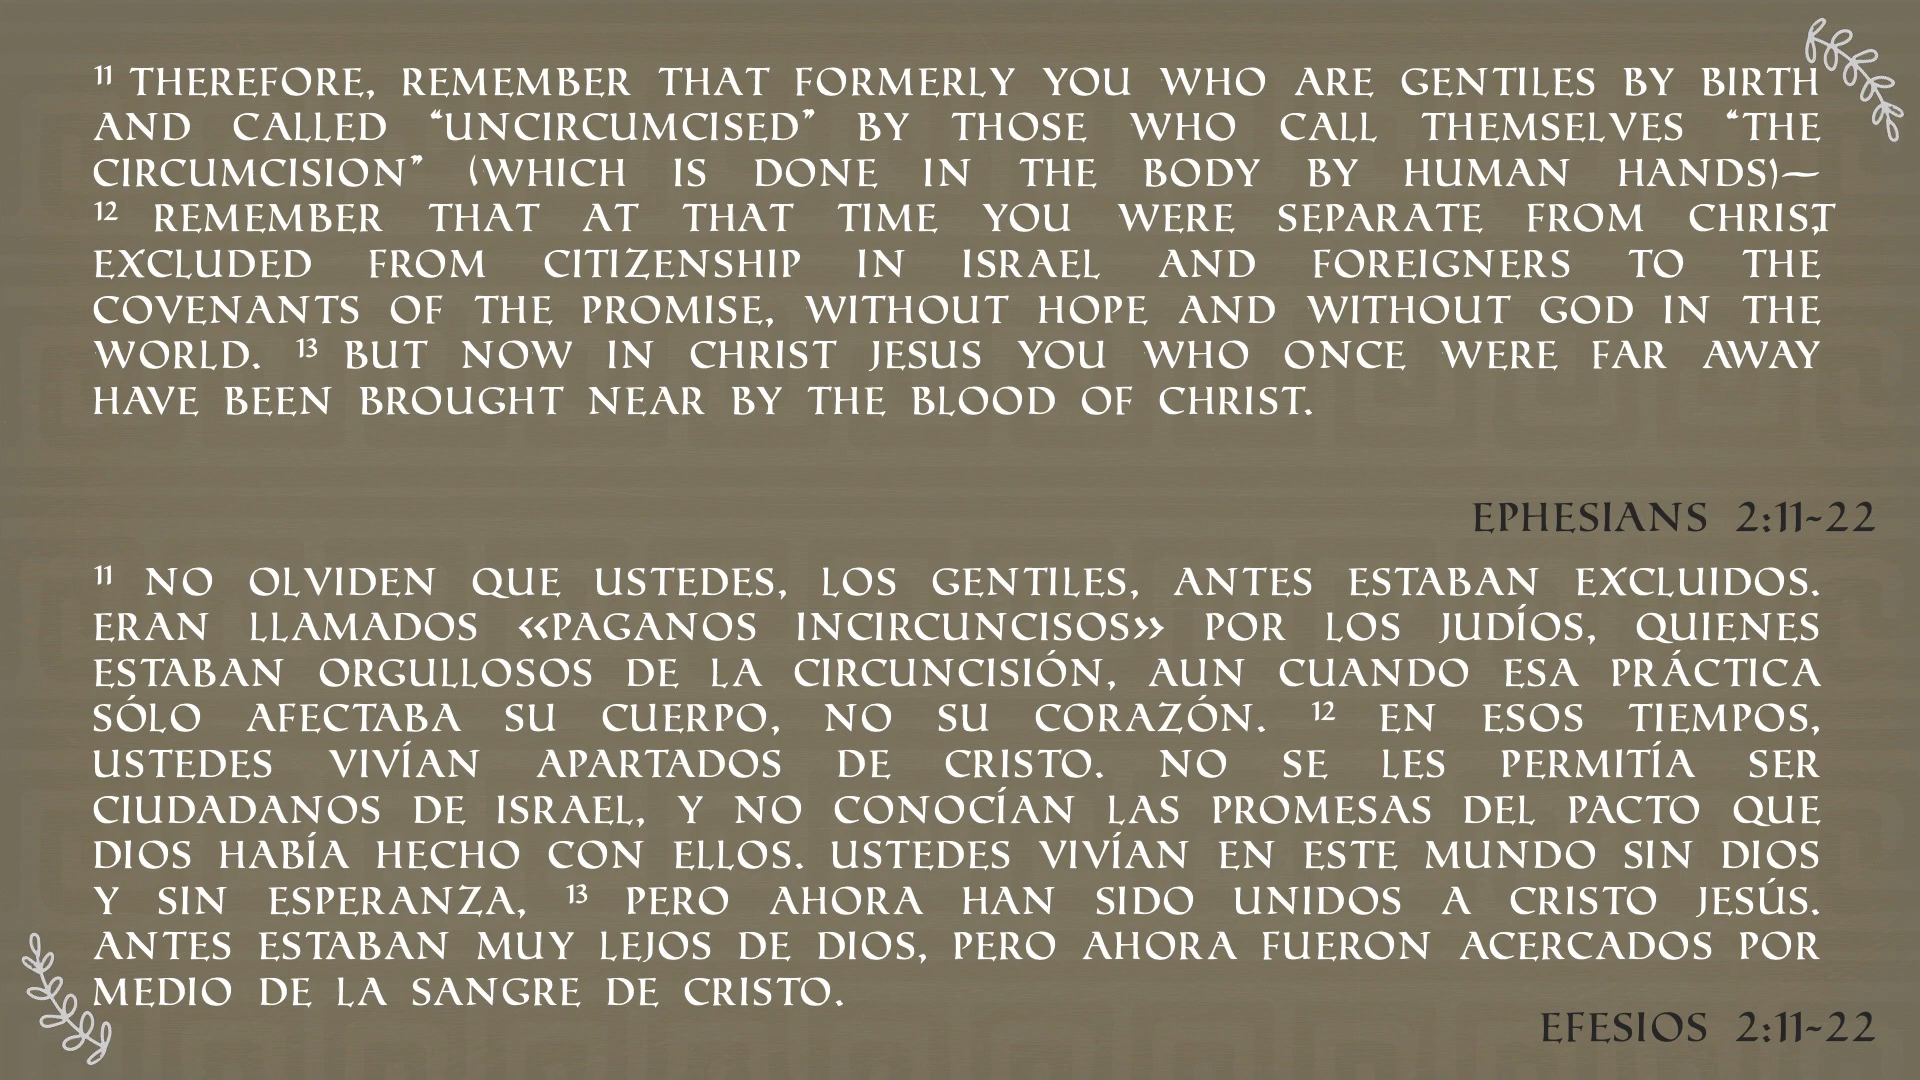 ¹¹ THEREFORE, REMEMBER THAT FORMERLY YOU WHO ARE GENTILES BY BIRTH
AND CALLED “UNCIRCUMCISED” BY THOSE WHO CALL THEMSELVES “THE
CIRCUMCISION” (WHICH IS DONE IN THE BODY BY HUMAN HANDS)—
¹² REMEMBER THAT AT THAT TIME YOU WERE SEPARATE FROM CHRIST,
EXCLUDED FROM CITIZENSHIP IN ISRAEL AND FOREIGNERS TO THE
COVENANTS OF THE PROMISE, WITHOUT HOPE AND WITHOUT GOD IN THE
WORLD. ¹³ BUT NOW IN CHRIST JESUS YOU WHO ONCE WERE FAR AWAY
HAVE BEEN BROUGHT NEAR BY THE BLOOD OF CHRIST.
EPHESIANS 2:11-22
¹¹ NO OLVIDEN QUE USTEDES, LOS GENTILES, ANTES ESTABAN EXCLUIDOS.
ERAN LLAMADOS «PAGANOS INCIRCUNCISOS» POR LOS JUDÍOS, QUIENES
ESTABAN ORGULLOSOS DE LA CIRCUNCISIÓN, AUN CUANDO ESA PRÁCTICA
SÓLO AFECTABA SU CUERPO, NO SU CORAZÓN. ¹² EN ESOS TIEMPOS,
USTEDES VIVÍAN APARTADOS DE CRISTO. NO SE LES PERMITÍA SER
CIUDADANOS DE ISRAEL, Y NO CONOCÍAN LAS PROMESAS DEL PACTO QUE
DIOS HABÍA HECHO CON ELLOS. USTEDES VIVÍAN EN ESTE MUNDO SIN DIOS
Y SIN ESPERANZA, ¹³ PERO AHORA HAN SIDO UNIDOS A CRISTO JESÚS.
ANTES ESTABAN MUY LEJOS DE DIOS, PERO AHORA FUERON ACERCADOS POR
MEDIO DE LA SANGRE DE CRISTO.
EFESIOS 2:11-22